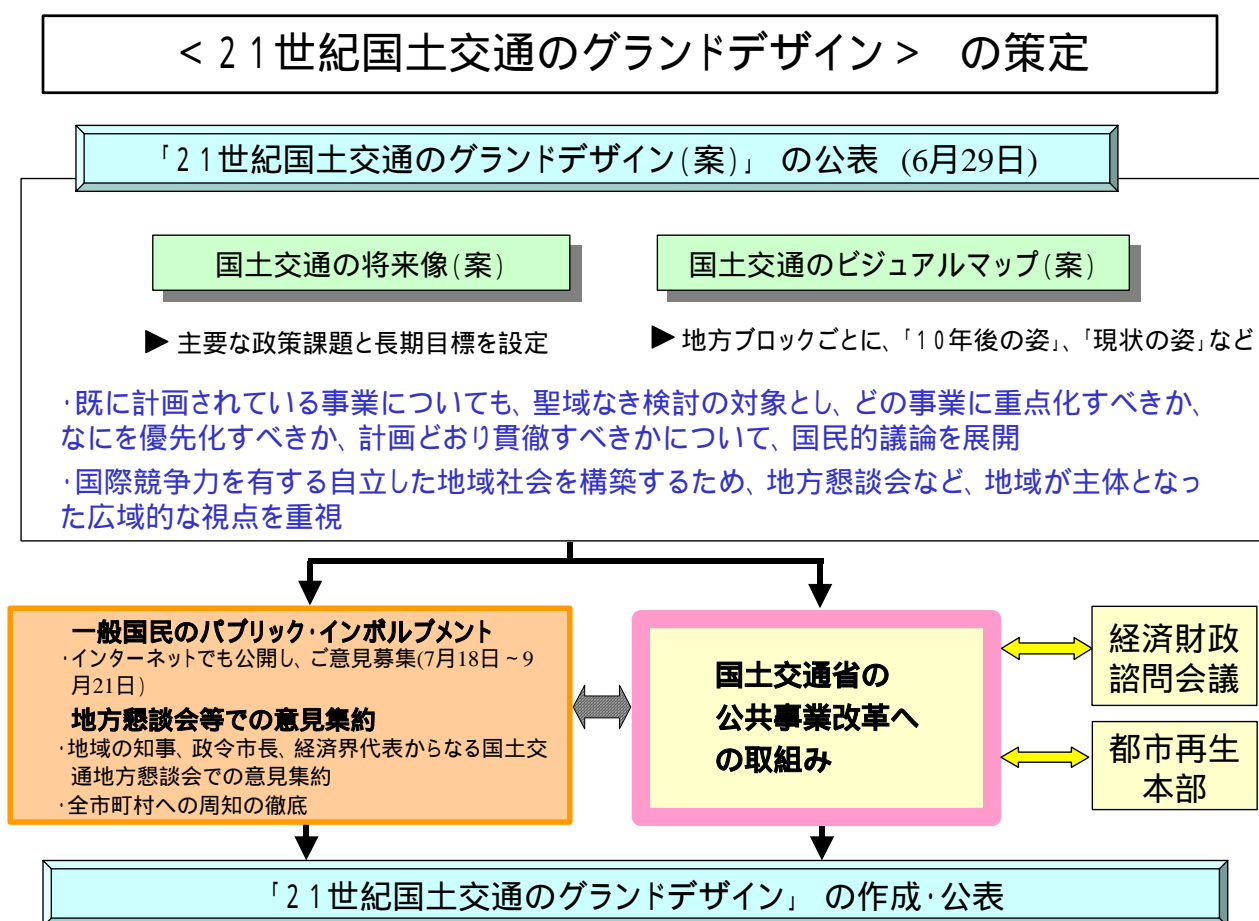 ＜２１世紀国土交通のグランドデザイン＞　の策定
「２１世紀国土交通のグランドデザイン(案)」 の公表 (6月29日)
国土交通の将来像(案)
国土交通のビジュアルマップ(案)
▶ 主要な政策課題と長期目標を設定
▶ 地方ブロックごとに、「１０年後の姿」、「現状の姿」など
・既に計画されている事業についても、聖域なき検討の対象とし、どの事業に重点化すべきか、
なにを優先化すべきか、計画どおり貫徹すべきかについて、国民的議論を展開
・国際競争力を有する自立した地域社会を構築するため、地方懇談会など、地域が主体となっ
た広域的な視点を重視
一般国民のパブリック・インボルブメント
・インターネットでも公開し、ご意見募集(7月18日～9
月21日)
地方懇談会等での意見集約
・地域の知事、政令市長、経済界代表からなる国土交
通地方懇談会での意見集約
・全市町村への周知の徹底
国土交通省の
公共事業改革へ
の取組み
経済財政
諮問会議
都市再生
本部
「２１世紀国土交通のグランドデザイン」 の作成・公表